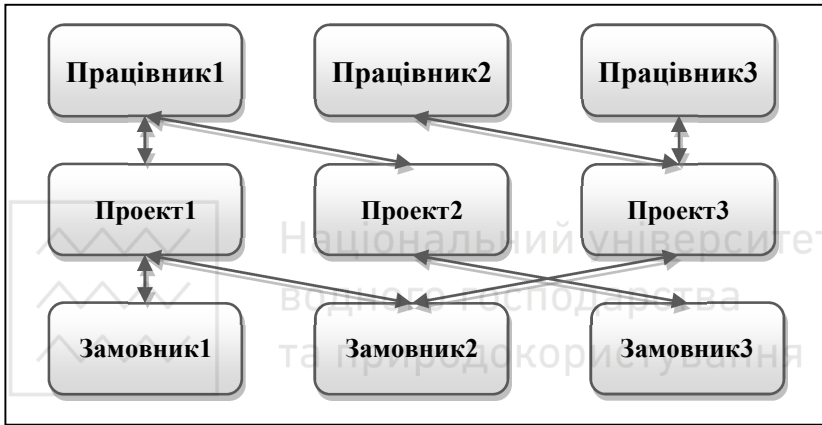 Працівник1 Працівник2 Працівник3
Проект1 Проект2 Проект3
Національний університет
водного господарства
Замовник1 Замовник2 Замовник3
та природокористування